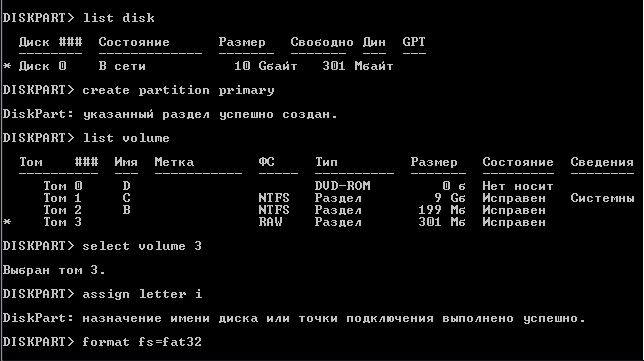 DISKPART> list disk
Диск ### Состояние Размер Свободно Дин GPT
-------- ------------- ------- ------- --- ---
* Диск 0 В сети 10 Gбайт 301 Mбайт
DISKPART> create partition primary
DiskPart: указанный раздел успешно создан.
DISKPART> list volume
Том ### Имя Метка ФС Тип Размер Состояние Сведения
---------- --- ----------- ----- ---------- ------- --------- --------
Том 0 D DVD-ROM 0 б Нет носит
Том 1 C NTFS Раздел 9 Gб Исправен Системны
Том 2 B NTFS Раздел 199 Mб Исправен
* Том 3 RAW Раздел 301 Mб Исправен
DISKPART> select volume 3
Выбран том 3.
DISKPART> assign letter i
DiskPart: назначение имени диска или точки подключения выполнено успешно.
DISKPART> format fs=fat32